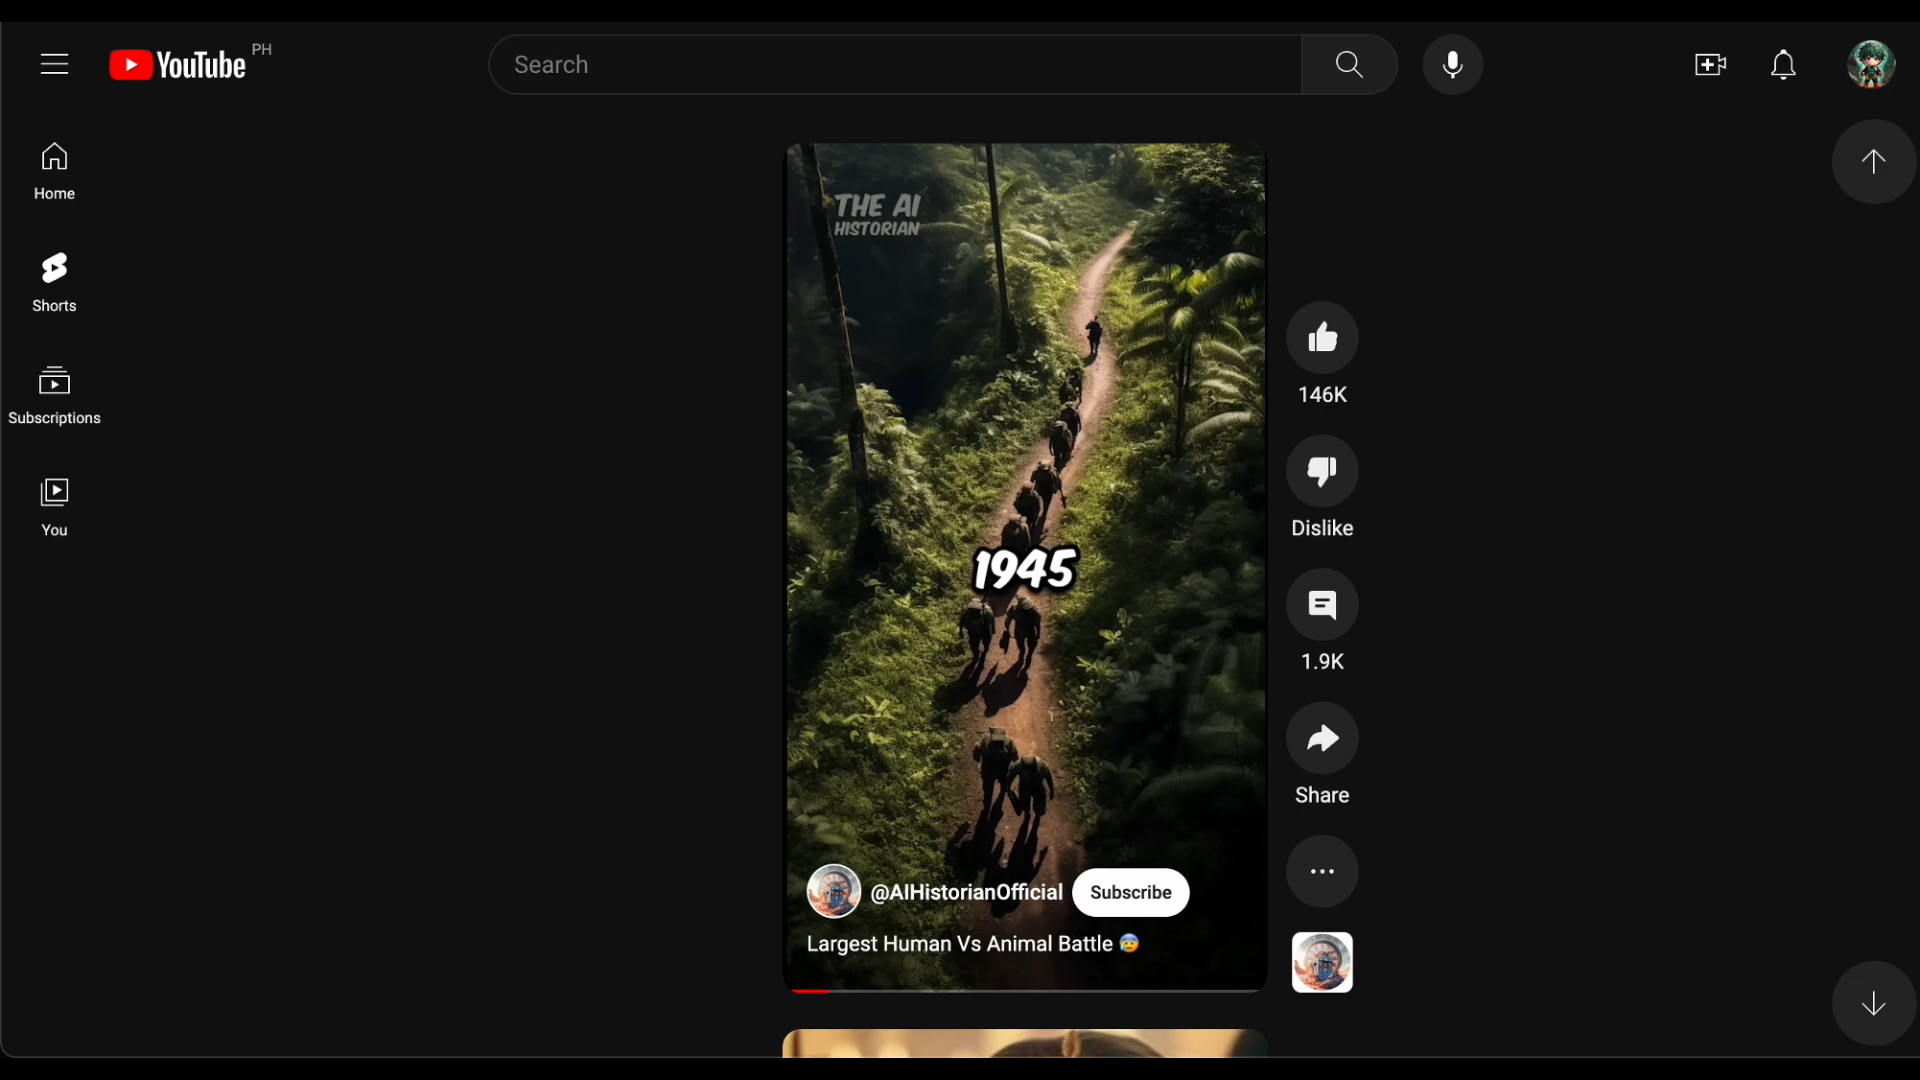 YouTube PH
Search
Home
Shorts
Subscriptions
You
THE AI
HISTORIAN
1945
@AIHistorianOfficial
Subscribe
Largest Human Vs Animal Battle 😰
146K
Dislike
1.9K
Share